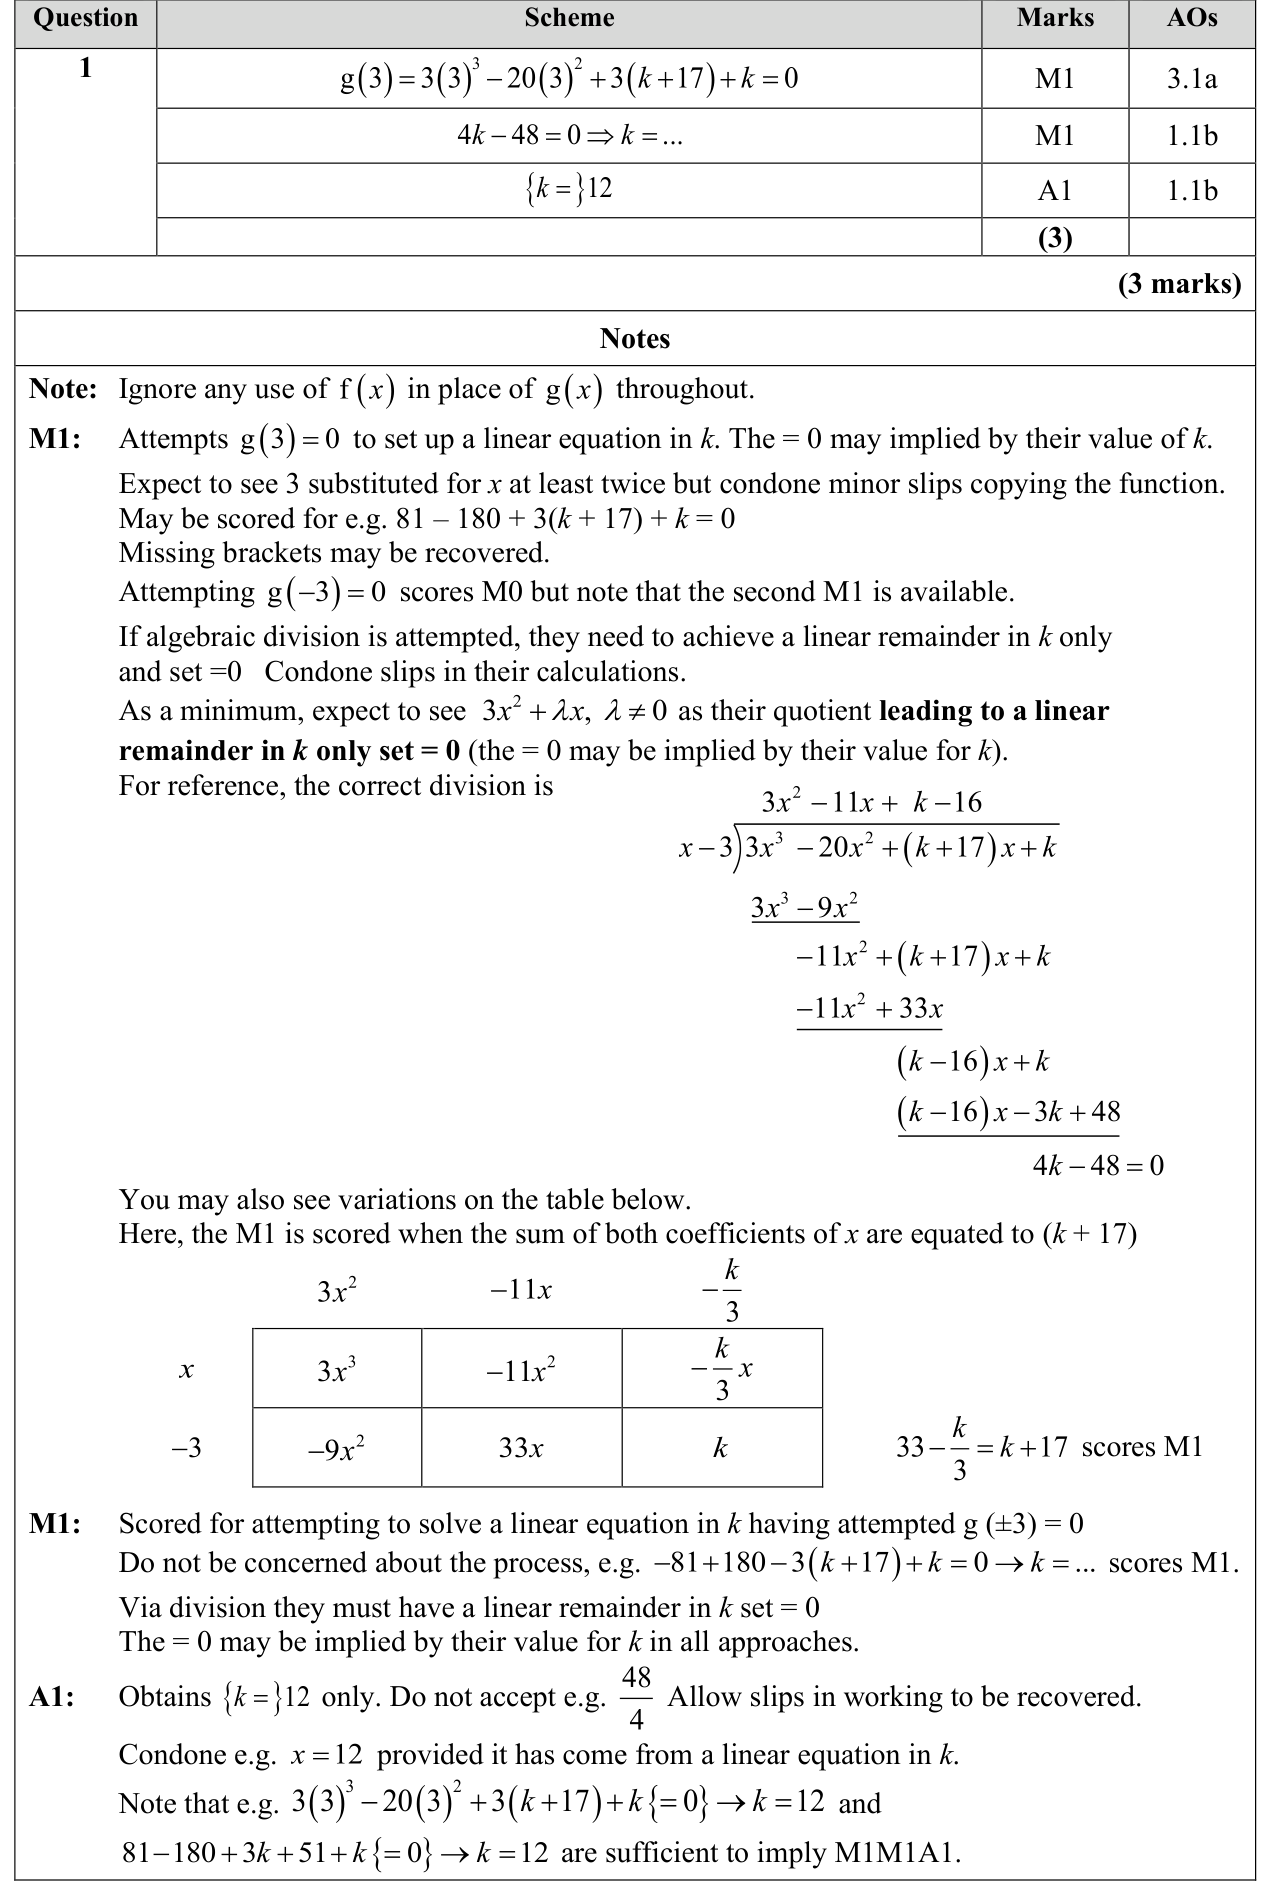 Question Scheme Marks AOs
1 g(3) = 3(3)³ − 20(3)² + 3(k + 17) + k = 0 M1 3.1a
4k − 48 = 0 ⇒ k = ... M1 1.1b
{k =}12 A1 1.1b
(3)
(3 marks)
Notes
Note: Ignore any use of f(x) in place of g(x) throughout.
M1: Attempts g(3) = 0 to set up a linear equation in k. The = 0 may implied by their value of k.
Expect to see 3 substituted for x at least twice but condone minor slips copying the function.
May be scored for e.g. 81 – 180 + 3(k + 17) + k = 0
Missing brackets may be recovered.
Attempting g(−3) = 0 scores M0 but note that the second M1 is available.
If algebraic division is attempted, they need to achieve a linear remainder in k only
and set =0 Condone slips in their calculations.
As a minimum, expect to see 3x² + λx, λ ≠ 0 as their quotient leading to a linear
remainder in k only set = 0 (the = 0 may be implied by their value for k).
For reference, the correct division is
3x² − 11x + k − 16
x − 3)3x³ − 20x² + (k + 17)x + k
3x³ − 9x²
−11x² + (k + 17)x + k
−11x² + 33x
(k − 16)x + k
(k − 16)x − 3k + 48
4k − 48 = 0
You may also see variations on the table below.
Here, the M1 is scored when the sum of both coefficients of x are equated to (k + 17)
3x² −11x −k/3
x 3x³ −11x² −k/3 x
−3 −9x² 33x k 33 − k/3 = k + 17 scores M1
M1: Scored for attempting to solve a linear equation in k having attempted g (±3) = 0
Do not be concerned about the process, e.g. −81 + 180 − 3(k + 17) + k = 0 → k = ... scores M1.
Via division they must have a linear remainder in k set = 0
The = 0 may be implied by their value for k in all approaches.
A1: Obtains {k =}12 only. Do not accept e.g. 48/4 Allow slips in working to be recovered.
Condone e.g. x = 12 provided it has come from a linear equation in k.
Note that e.g. 3(3)³ − 20(3)² + 3(k + 17) + k{= 0} → k = 12 and
81 − 180 + 3k + 51 + k{= 0} → k = 12 are sufficient to imply M1M1A1.